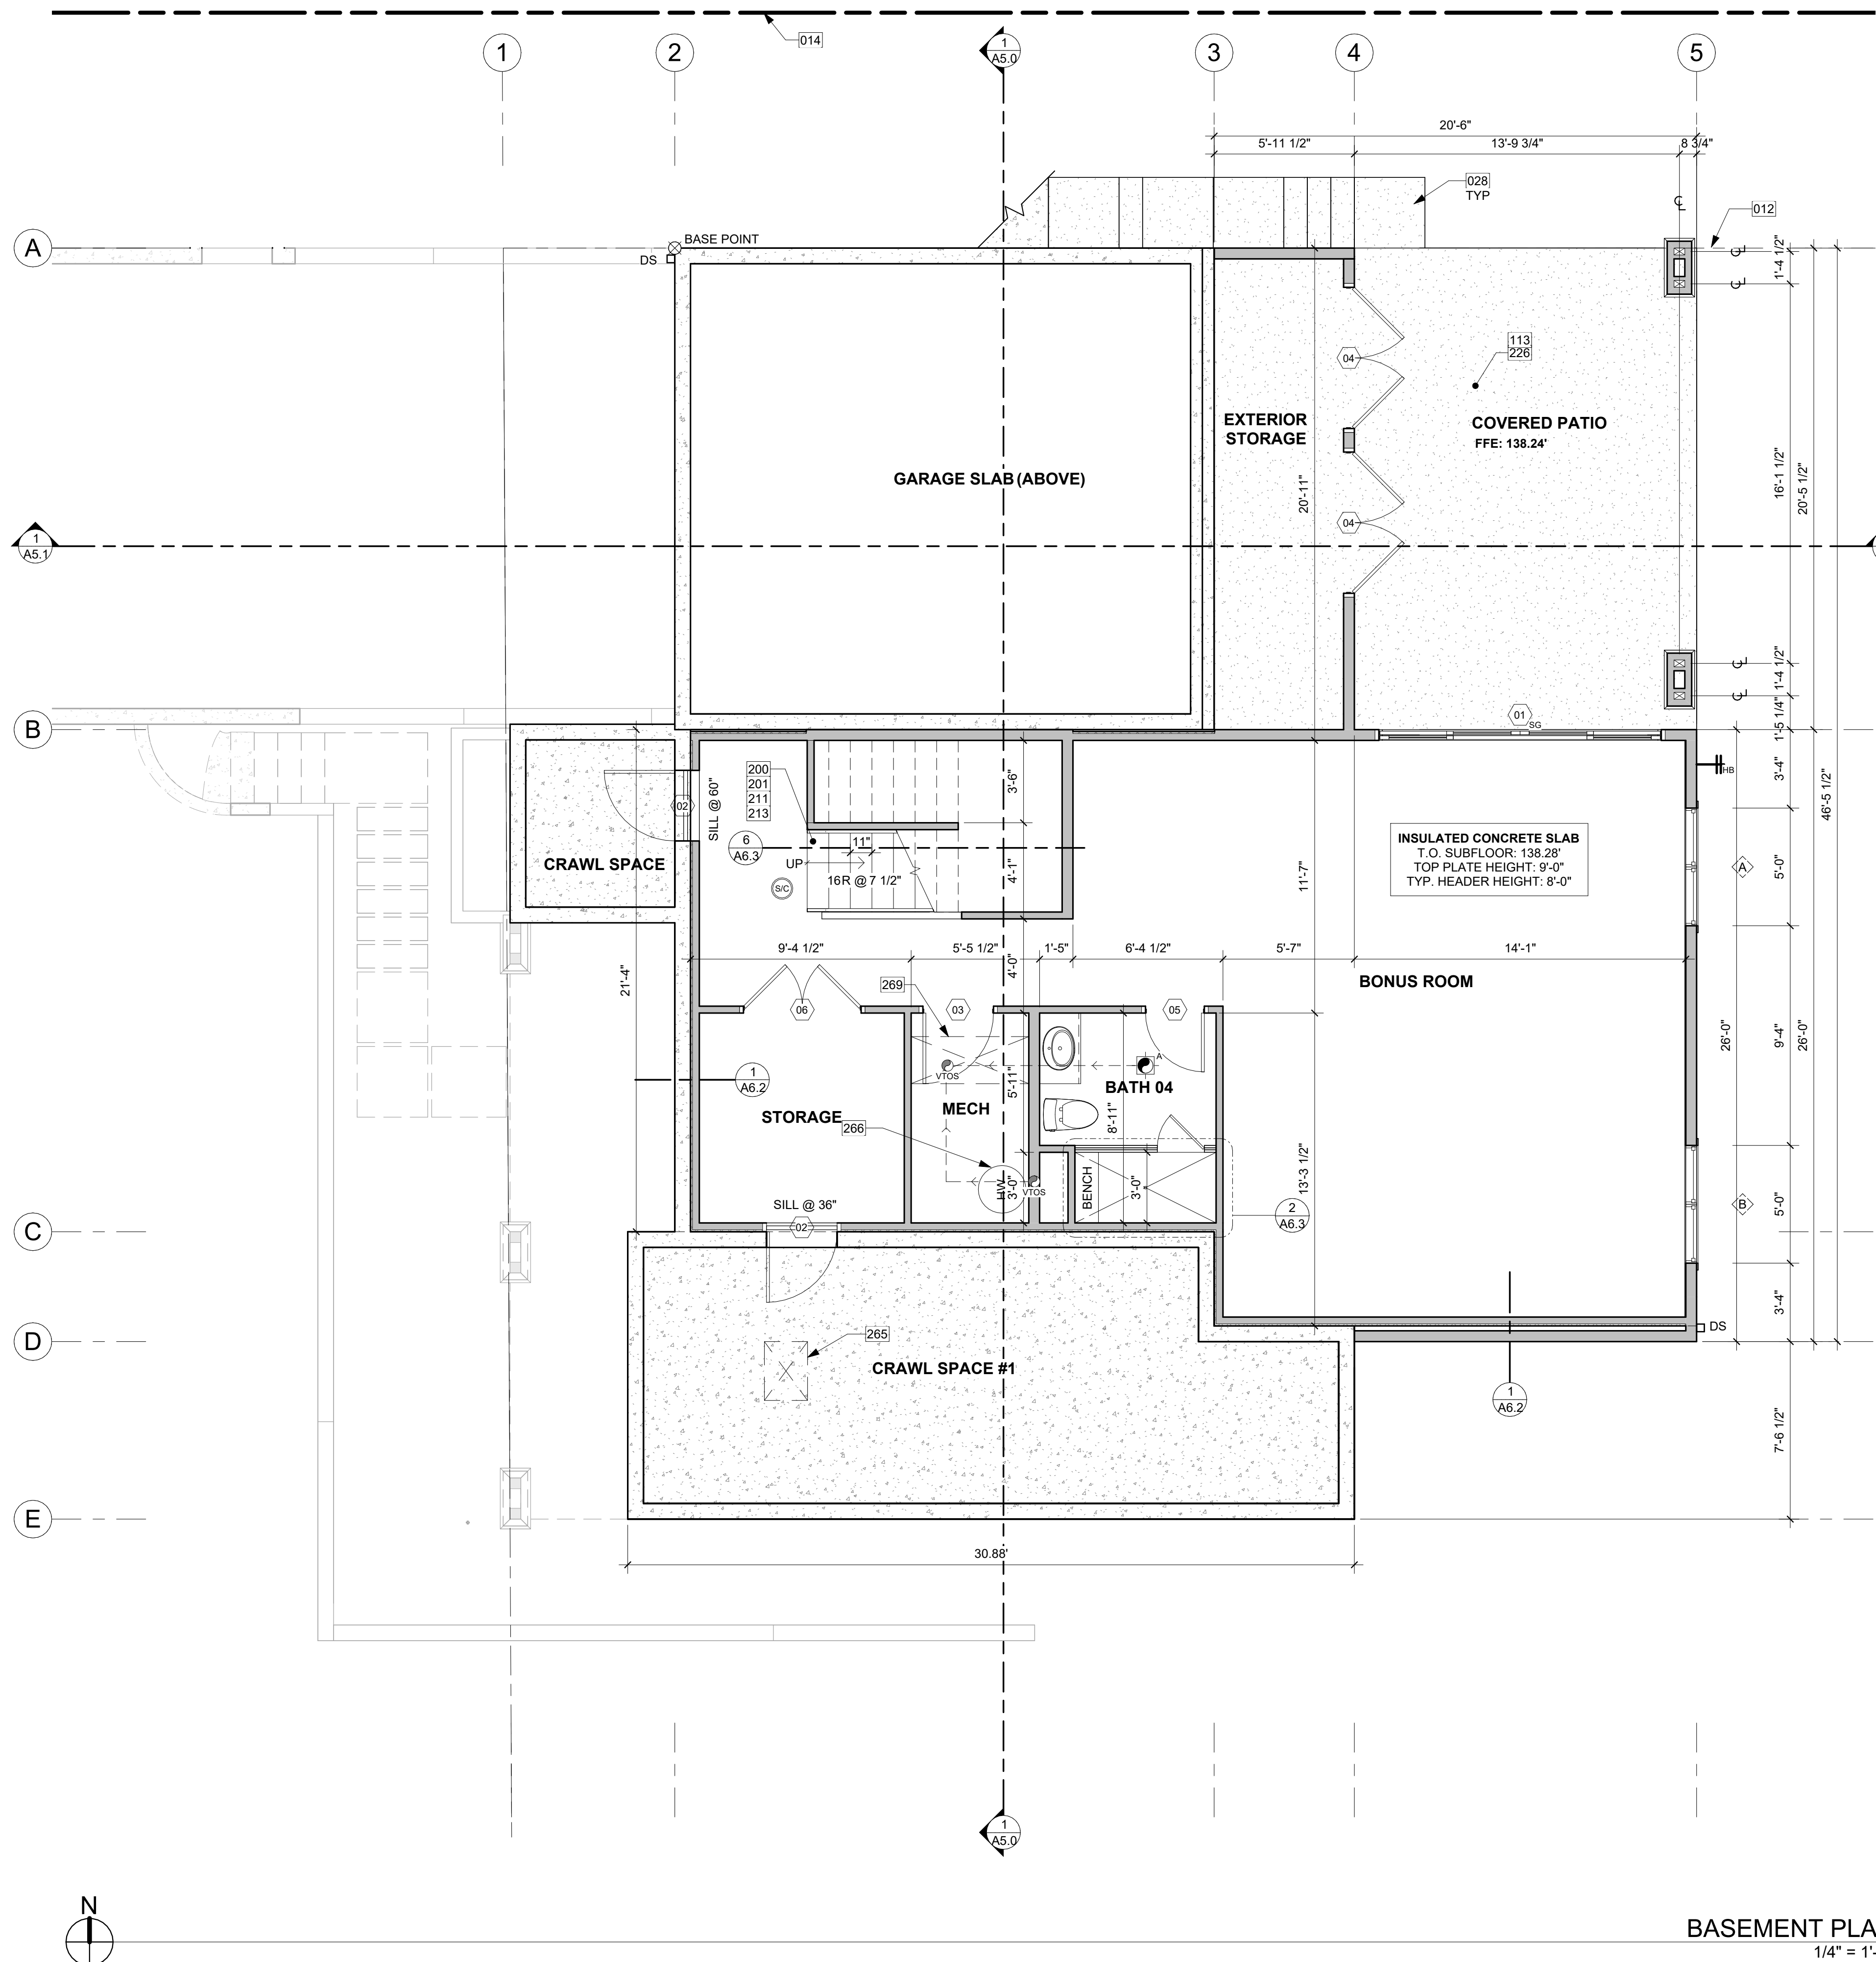 014
1
2
1
A5.0
3
4
5
20'-6"
5'-11 1/2"
13'-9 3/4"
8 3/4"
028
TYP
012
A
BASE POINT
DS
1'-4 1/2"
113
226
04
EXTERIOR
STORAGE
COVERED PATIO
FFE: 138.24'
GARAGE SLAB (ABOVE)
20'-11"
16'-1 1/2"
20'-5 1/2"
04
1
A5.1
1'-4 1/2"
B
01
SG
1'-5 1/4"
200
201
211
213
02
SILL @ 60"
3'-6"
HB
3'-4"
46'-5 1/2"
6
A6.3
11"
UP
16R @ 7 1/2"
S/C
4'-1"
CRAWL SPACE
INSULATED CONCRETE SLAB
T.O. SUBFLOOR: 138.28'
TOP PLATE HEIGHT: 9'-0"
TYP. HEADER HEIGHT: 8'-0"
11'-7"
A
5'-0"
9'-4 1/2"
5'-5 1/2"
1'-5"
6'-4 1/2"
5'-7"
14'-1"
21'-4"
4'-0"
269
BONUS ROOM
06
03
05
26'-0"
9'-4"
26'-0"
1
A6.2
VTOS
A
5'-11"
BATH 04
STORAGE
MECH
8'-11"
266
HW
3'-0"
VTOS
BENCH
3'-0"
13'-3 1/2"
SILL @ 36"
02
2
A6.3
B
5'-0"
C
265
3'-4"
DS
D
CRAWL SPACE #1
1
A6.2
7'-6 1/2"
E
30.88'
1
A5.0
N
BASEMENT PLA
1/4" = 1'-